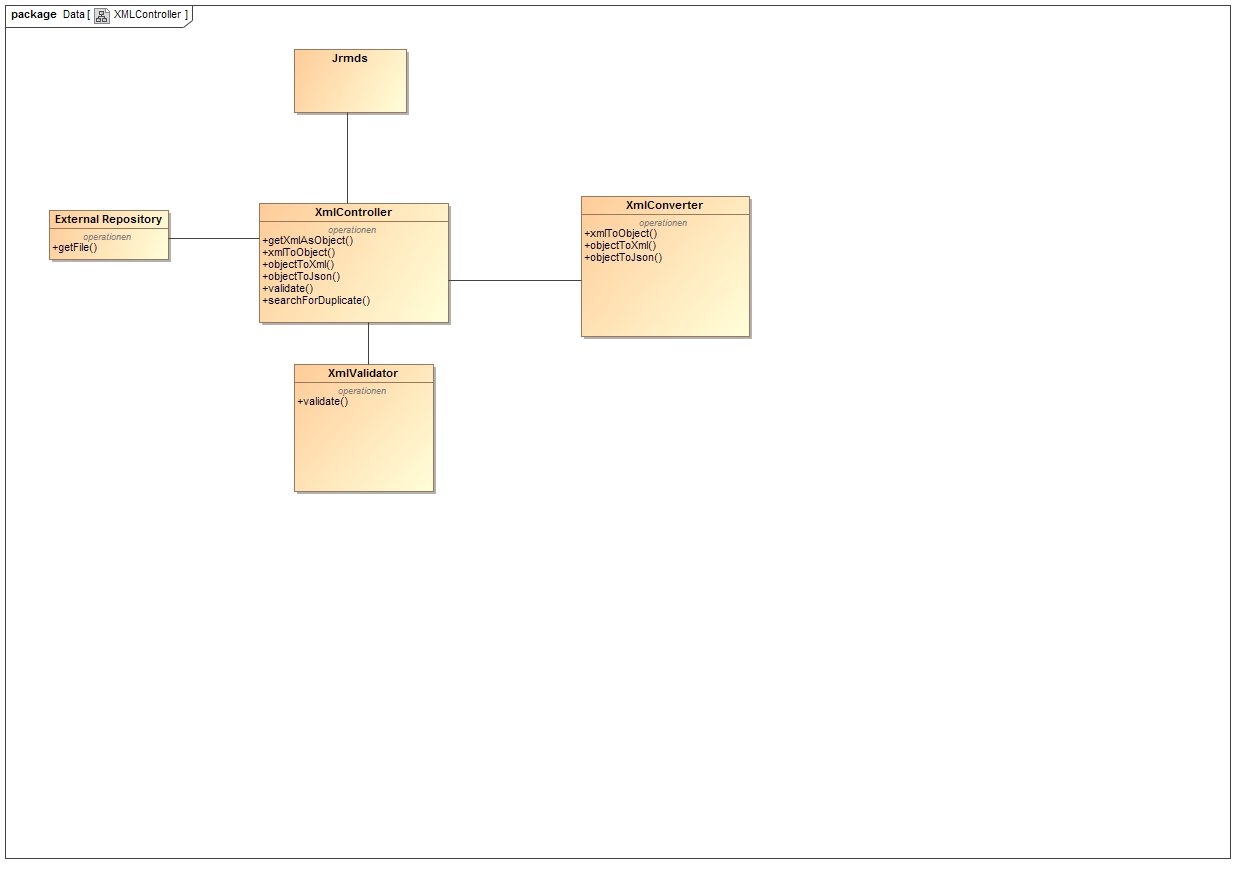 package Data [ XMLController ]
Jrmds
External Repository
operationen
+getFile()
XmlController
operationen
+getXmlAsObject()
+xmlToObject()
+objectToXml()
+objectToJson()
+validate()
+searchForDuplicate()
XmlConverter
operationen
+xmlToObject()
+objectToXml()
+objectToJson()
XmlValidator
operationen
+validate()